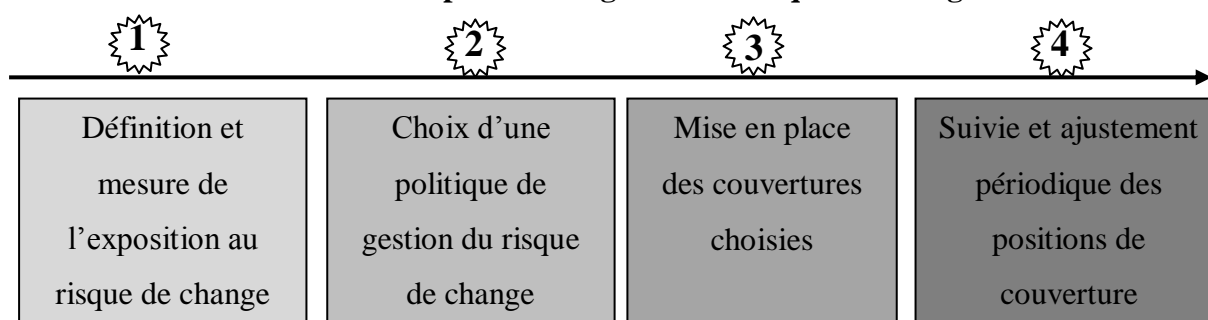 1
2
3
4
Définition et
mesure de
l’exposition au
risque de change
Choix d’une
politique de
gestion du risque
de change
Mise en place
des couvertures
choisies
Suivie et ajustement
périodique des
positions de
couverture